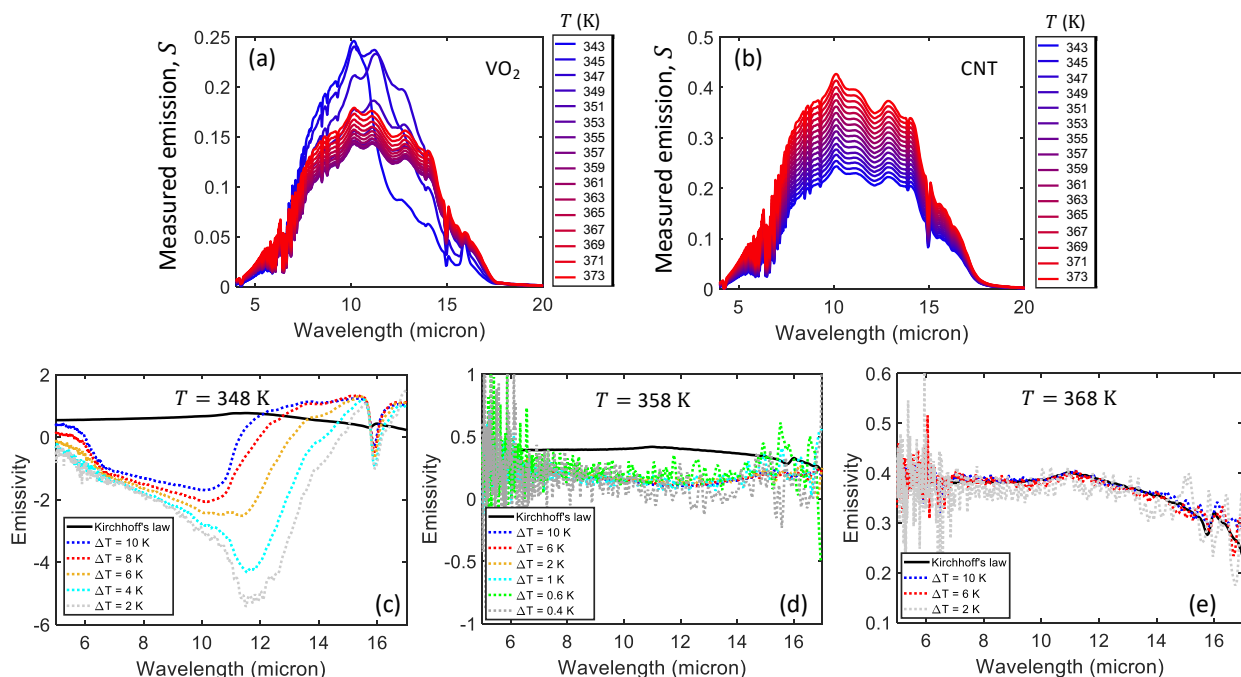 T (K)
(a)
VO₂
Measured emission, S
0.25
0.2
0.15
0.1
0.05
0
5
10
15
20
Wavelength (micron)
343
345
347
349
351
353
355
357
359
361
363
365
367
369
371
373
T (K)
(b)
CNT
Measured emission, S
0.5
0.4
0.3
0.2
0.1
0
5
10
15
20
Wavelength (micron)
343
345
347
349
351
353
355
357
359
361
363
365
367
369
371
373
T = 348 K
Emissivity
2
0
-2
-4
-6
6
8
10
12
14
16
Wavelength (micron)
Kirchhoff's law
ΔT = 10 K
ΔT = 8 K
ΔT = 6 K
ΔT = 4 K
ΔT = 2 K
(c)
T = 358 K
Emissivity
1
0.5
0
-0.5
-1
6
8
10
12
14
16
Wavelength (micron)
Kirchhoff's law
ΔT = 10 K
ΔT = 6 K
ΔT = 2 K
ΔT = 1 K
ΔT = 0.6 K
ΔT = 0.4 K
(d)
T = 368 K
Emissivity
0.6
0.5
0.4
0.3
0.2
0.1
6
8
10
12
14
16
Wavelength (micron)
Kirchhoff's law
ΔT = 10 K
ΔT = 6 K
ΔT = 2 K
(e)